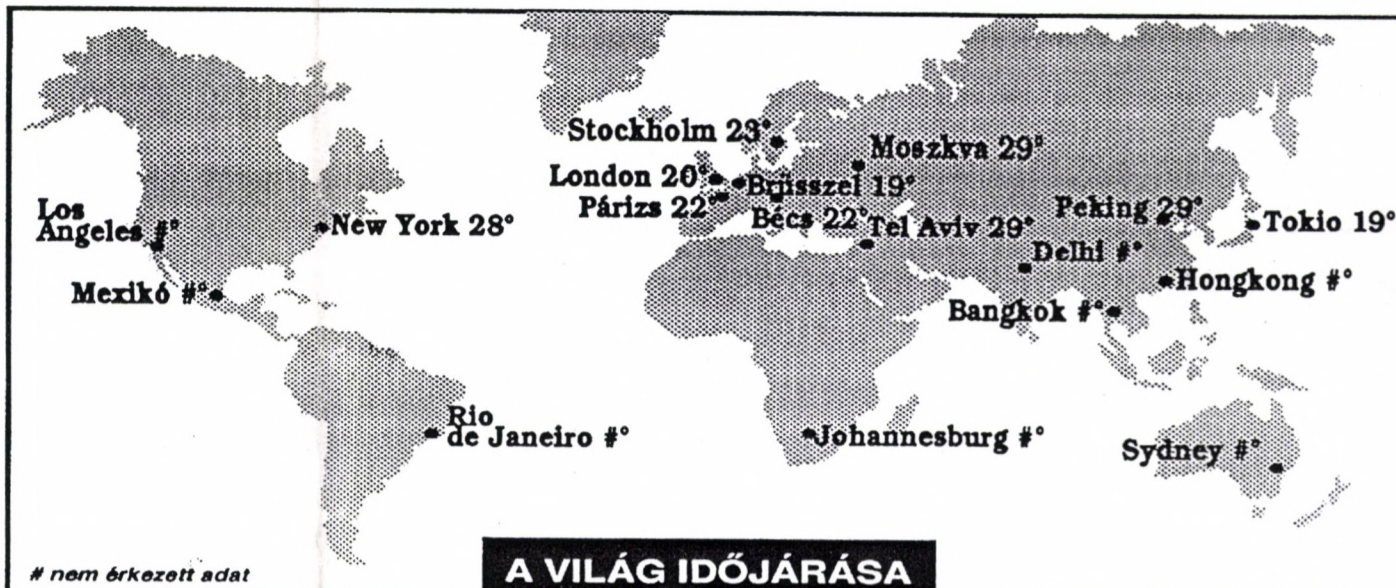 Stockholm 23°
Moszkva 29°
London 20°
Brüsszel 19°
Párizs 22°
Bécs 22°
Los
Angeles #°
New York 28°
Tel Aviv 29°
Peking 29°
Tokio 19°
Delhi #°
Mexikó #°
Hongkong #°
Bangkok #°
Rio
de Janeiro #°
Johannesburg #°
Sydney #°
# nem érkezett adat
A VILÁG IDŐJÁRÁSA